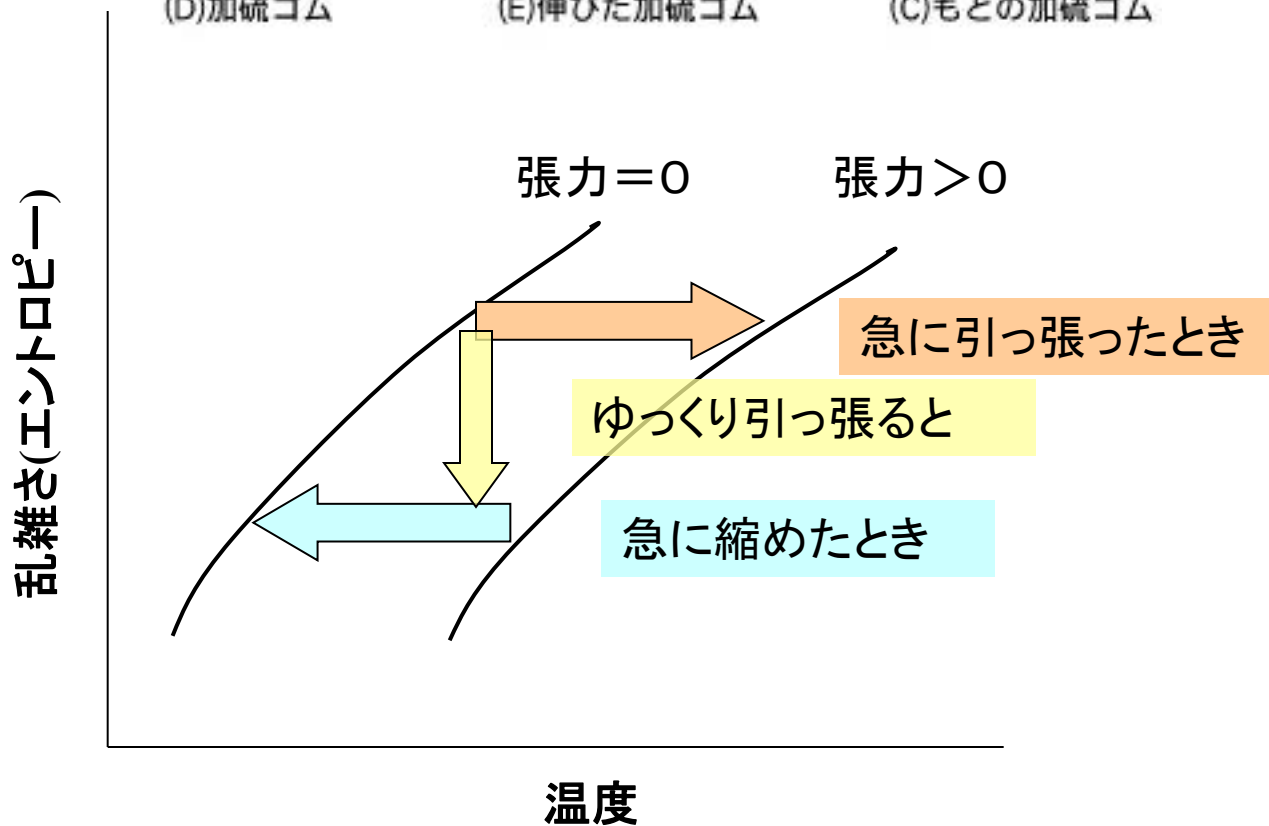 (D)加硫ゴム
(E)伸びた加硫ゴム
(C)もとの加硫ゴム
張力＝0
張力＞0
急に引っ張ったとき
ゆっくり引っ張ると
急に縮めたとき
乱雑さ(エントロピー)
温度